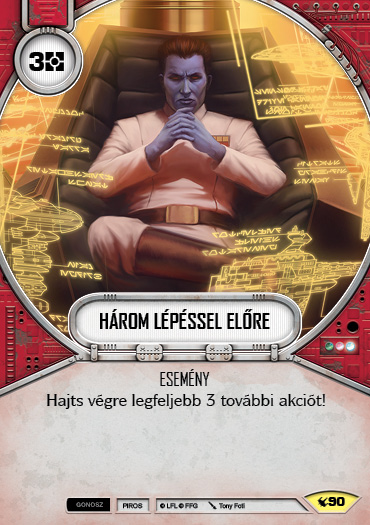 3
HÁROM LÉPÉSSEL ELŐRE
ESEMÉNY
Hajts végre legfeljebb 3 további akciót!
GONOSZ PIROS © LFL © FFG Tony Foti 90